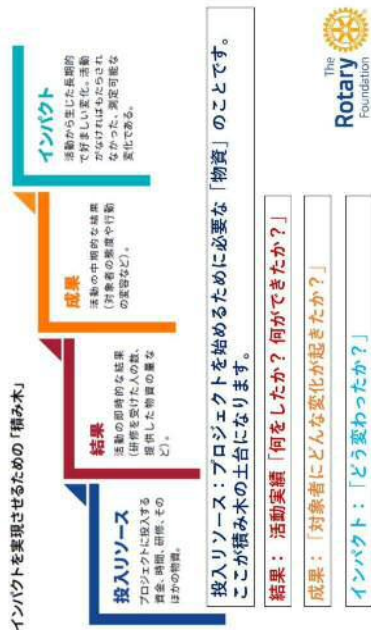 インパクトを実現させるための「積み木」
投入リソース
プロジェクトに投入する
資金、時間、研修、その
ほかの物資。
結果
活動の即時的な結果
(研修を受けた人の数、
提供した物資の量な
ど)。
成果
活動の中期的な結果
(対象者の態度や行動
の変容など)。
インパクト
活動から生じた長期的
で好ましい変化。活動
がなければもたらされ
なかった、測定可能な
変化である。
投入リソース:プロジェクトを始めるために必要な「物資」のことです。
ここが積み木の土台になります。
結果: 活動実績「何をしたか? 何ができたか?」
成果: 「対象者にどんな変化が起きたか?」
インパクト: 「どう変わったか?」
The
Rotary
Foundation